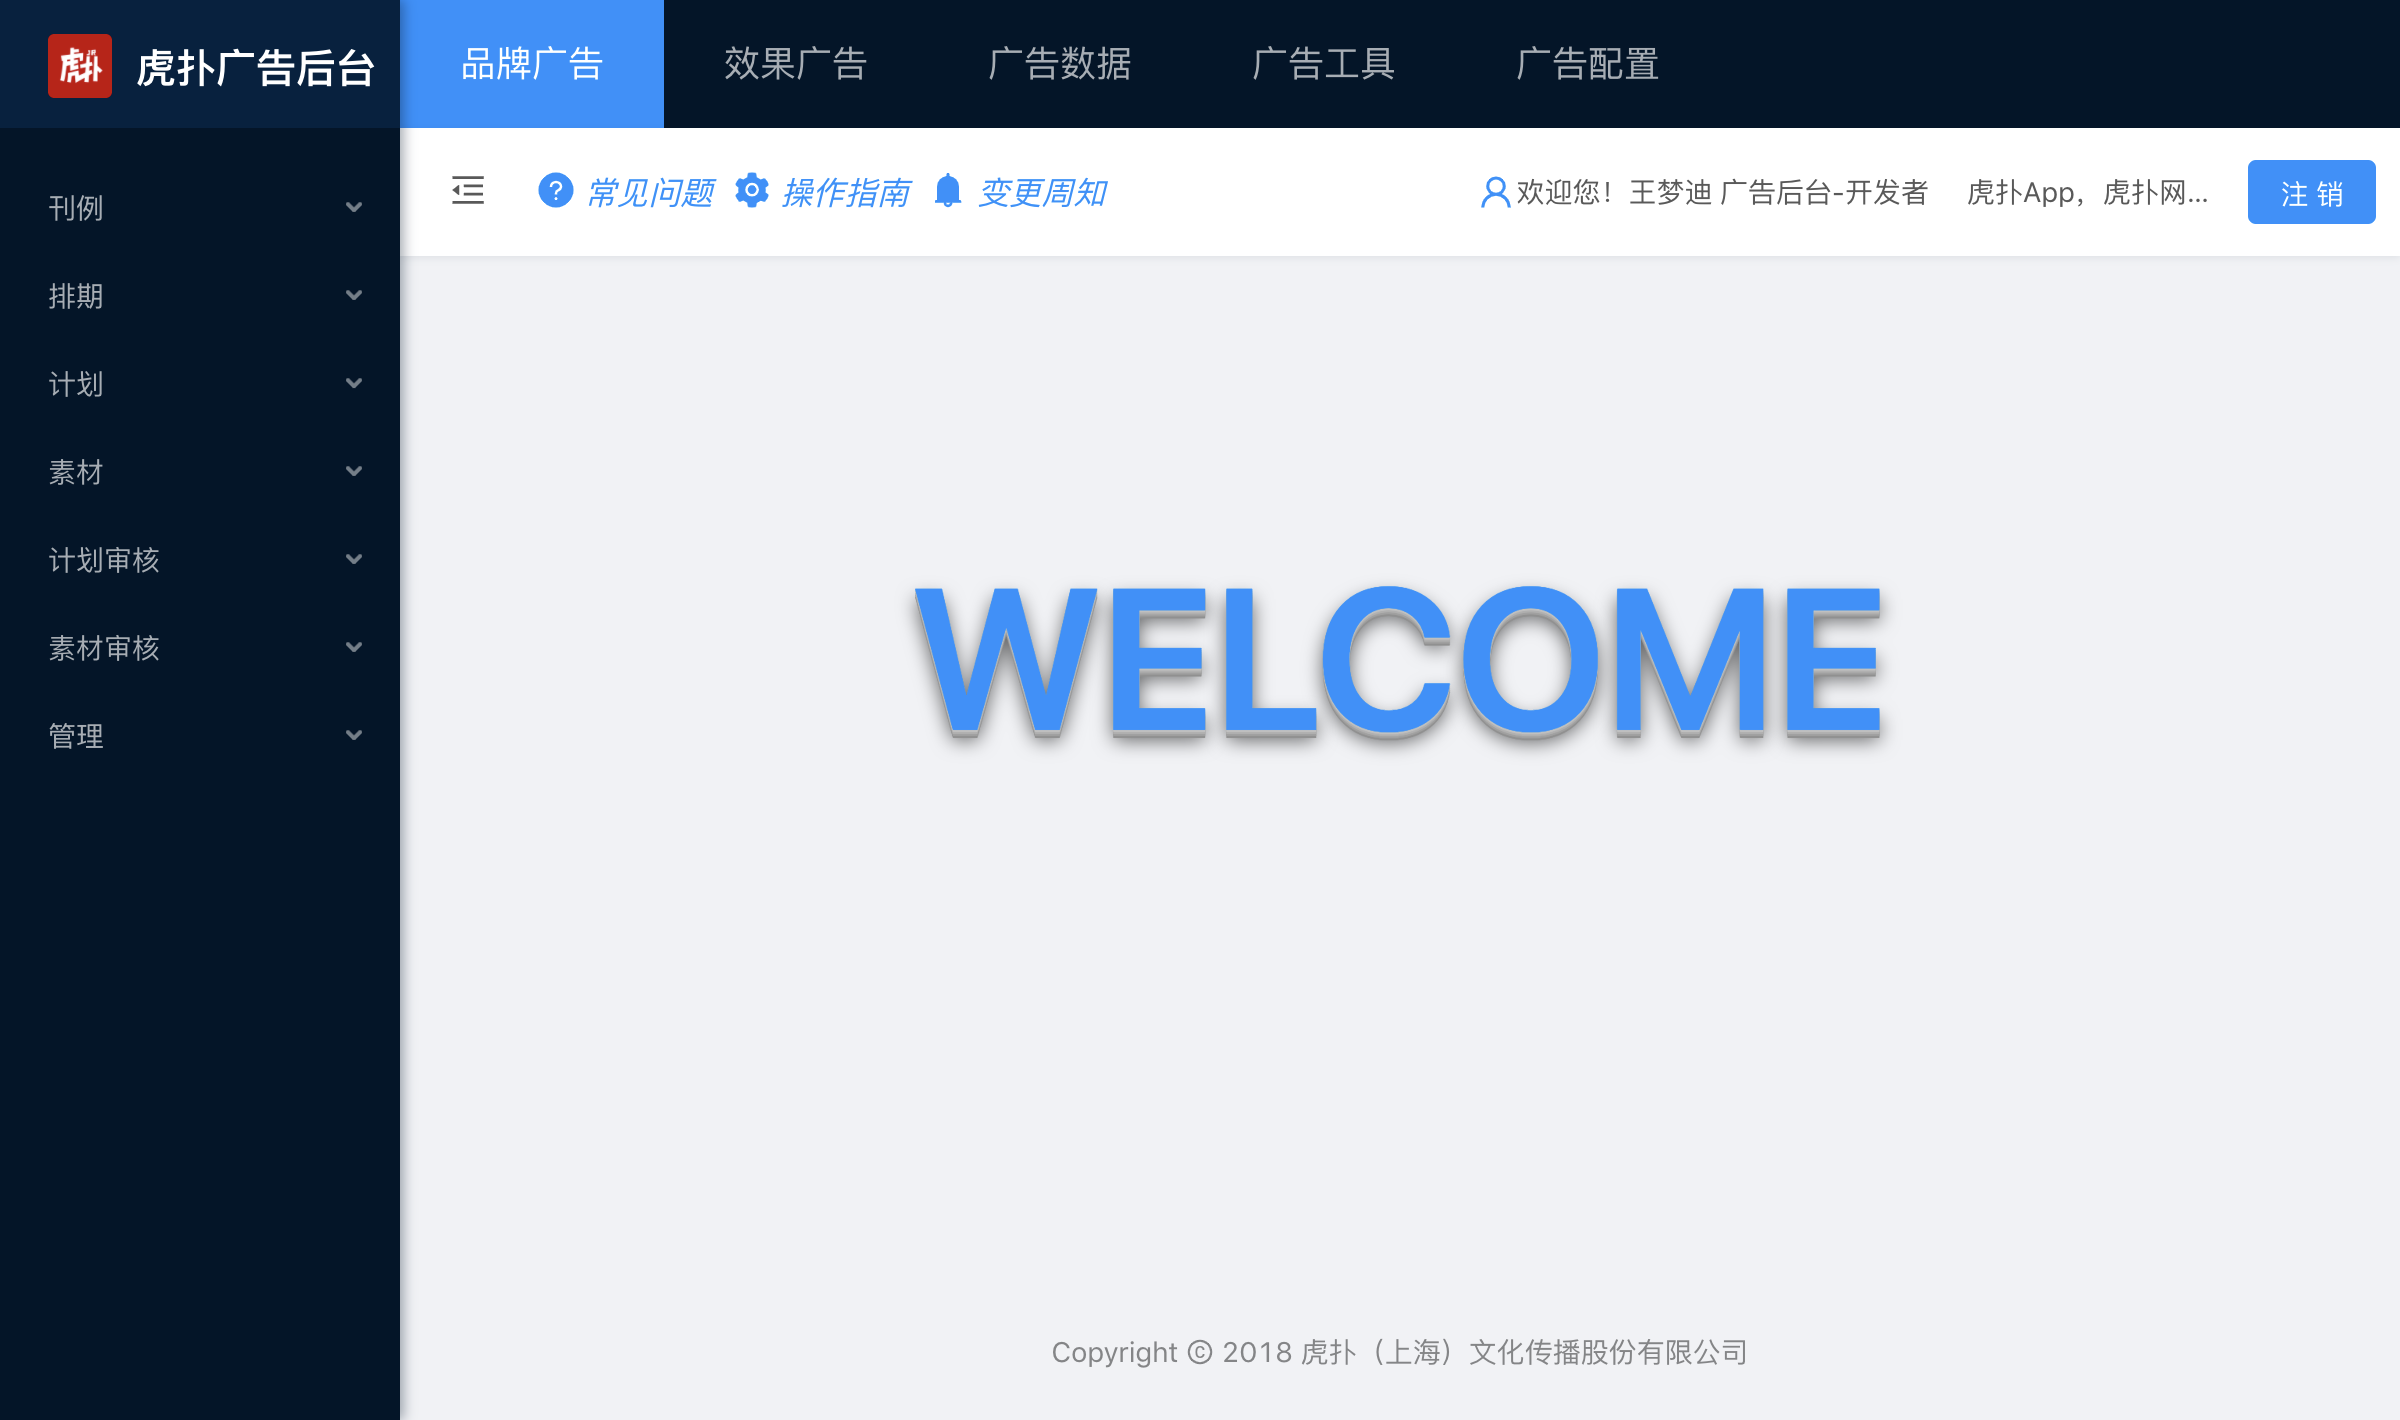 虎扑JR
虎扑广告后台
品牌广告
效果广告
广告数据
广告工具
广告配置
常见问题
操作指南
变更周知
欢迎您！王梦迪 广告后台-开发者
虎扑App，虎扑网...
注 销
刊例
排期
计划
素材
计划审核
素材审核
管理
WELCOME
Copyright © 2018 虎扑（上海）文化传播股份有限公司